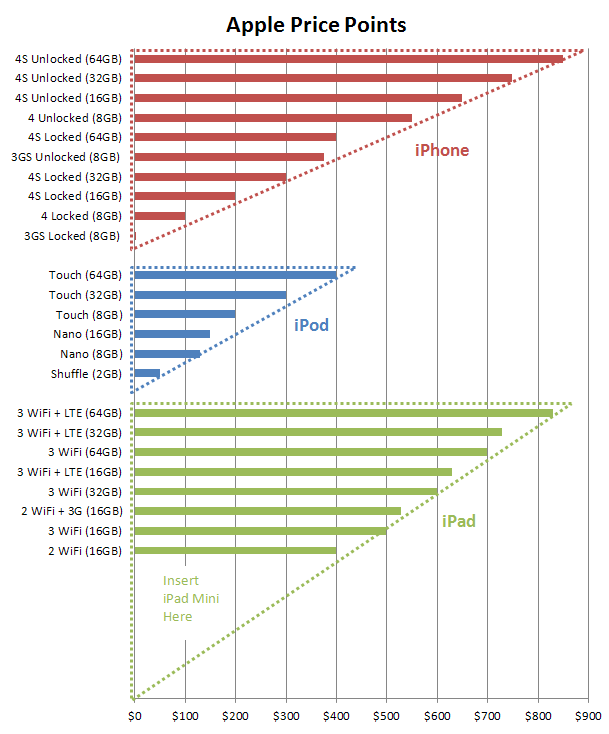 Apple Price Points
4S Unlocked (64GB)
4S Unlocked (32GB)
4S Unlocked (16GB)
4 Unlocked (8GB)
4S Locked (64GB)
3GS Unlocked (8GB)
4S Locked (32GB)
4S Locked (16GB)
4 Locked (8GB)
3GS Locked (8GB)
iPhone
Touch (64GB)
Touch (32GB)
Touch (8GB)
Nano (16GB)
Nano (8GB)
Shuffle (2GB)
iPod
3 WiFi + LTE (64GB)
3 WiFi + LTE (32GB)
3 WiFi (64GB)
3 WiFi + LTE (16GB)
3 WiFi (32GB)
2 WiFi + 3G (16GB)
3 WiFi (16GB)
2 WiFi (16GB)
iPad
Insert
iPad Mini
Here
$0 $100 $200 $300 $400 $500 $600 $700 $800 $900